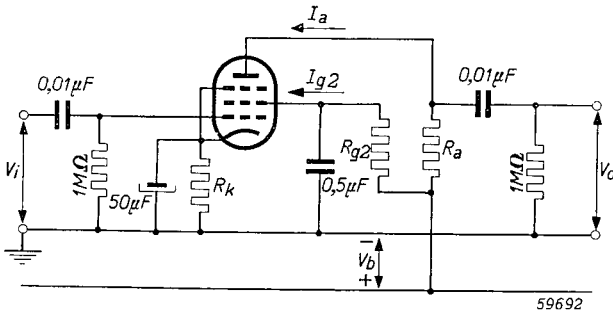 Ia
Ig2
0,01µF
0,01µF
Vi
1MΩ
50µF
Rk
0,5µF
Rg2
Ra
1MΩ
Vo
−
Vb
+
59692